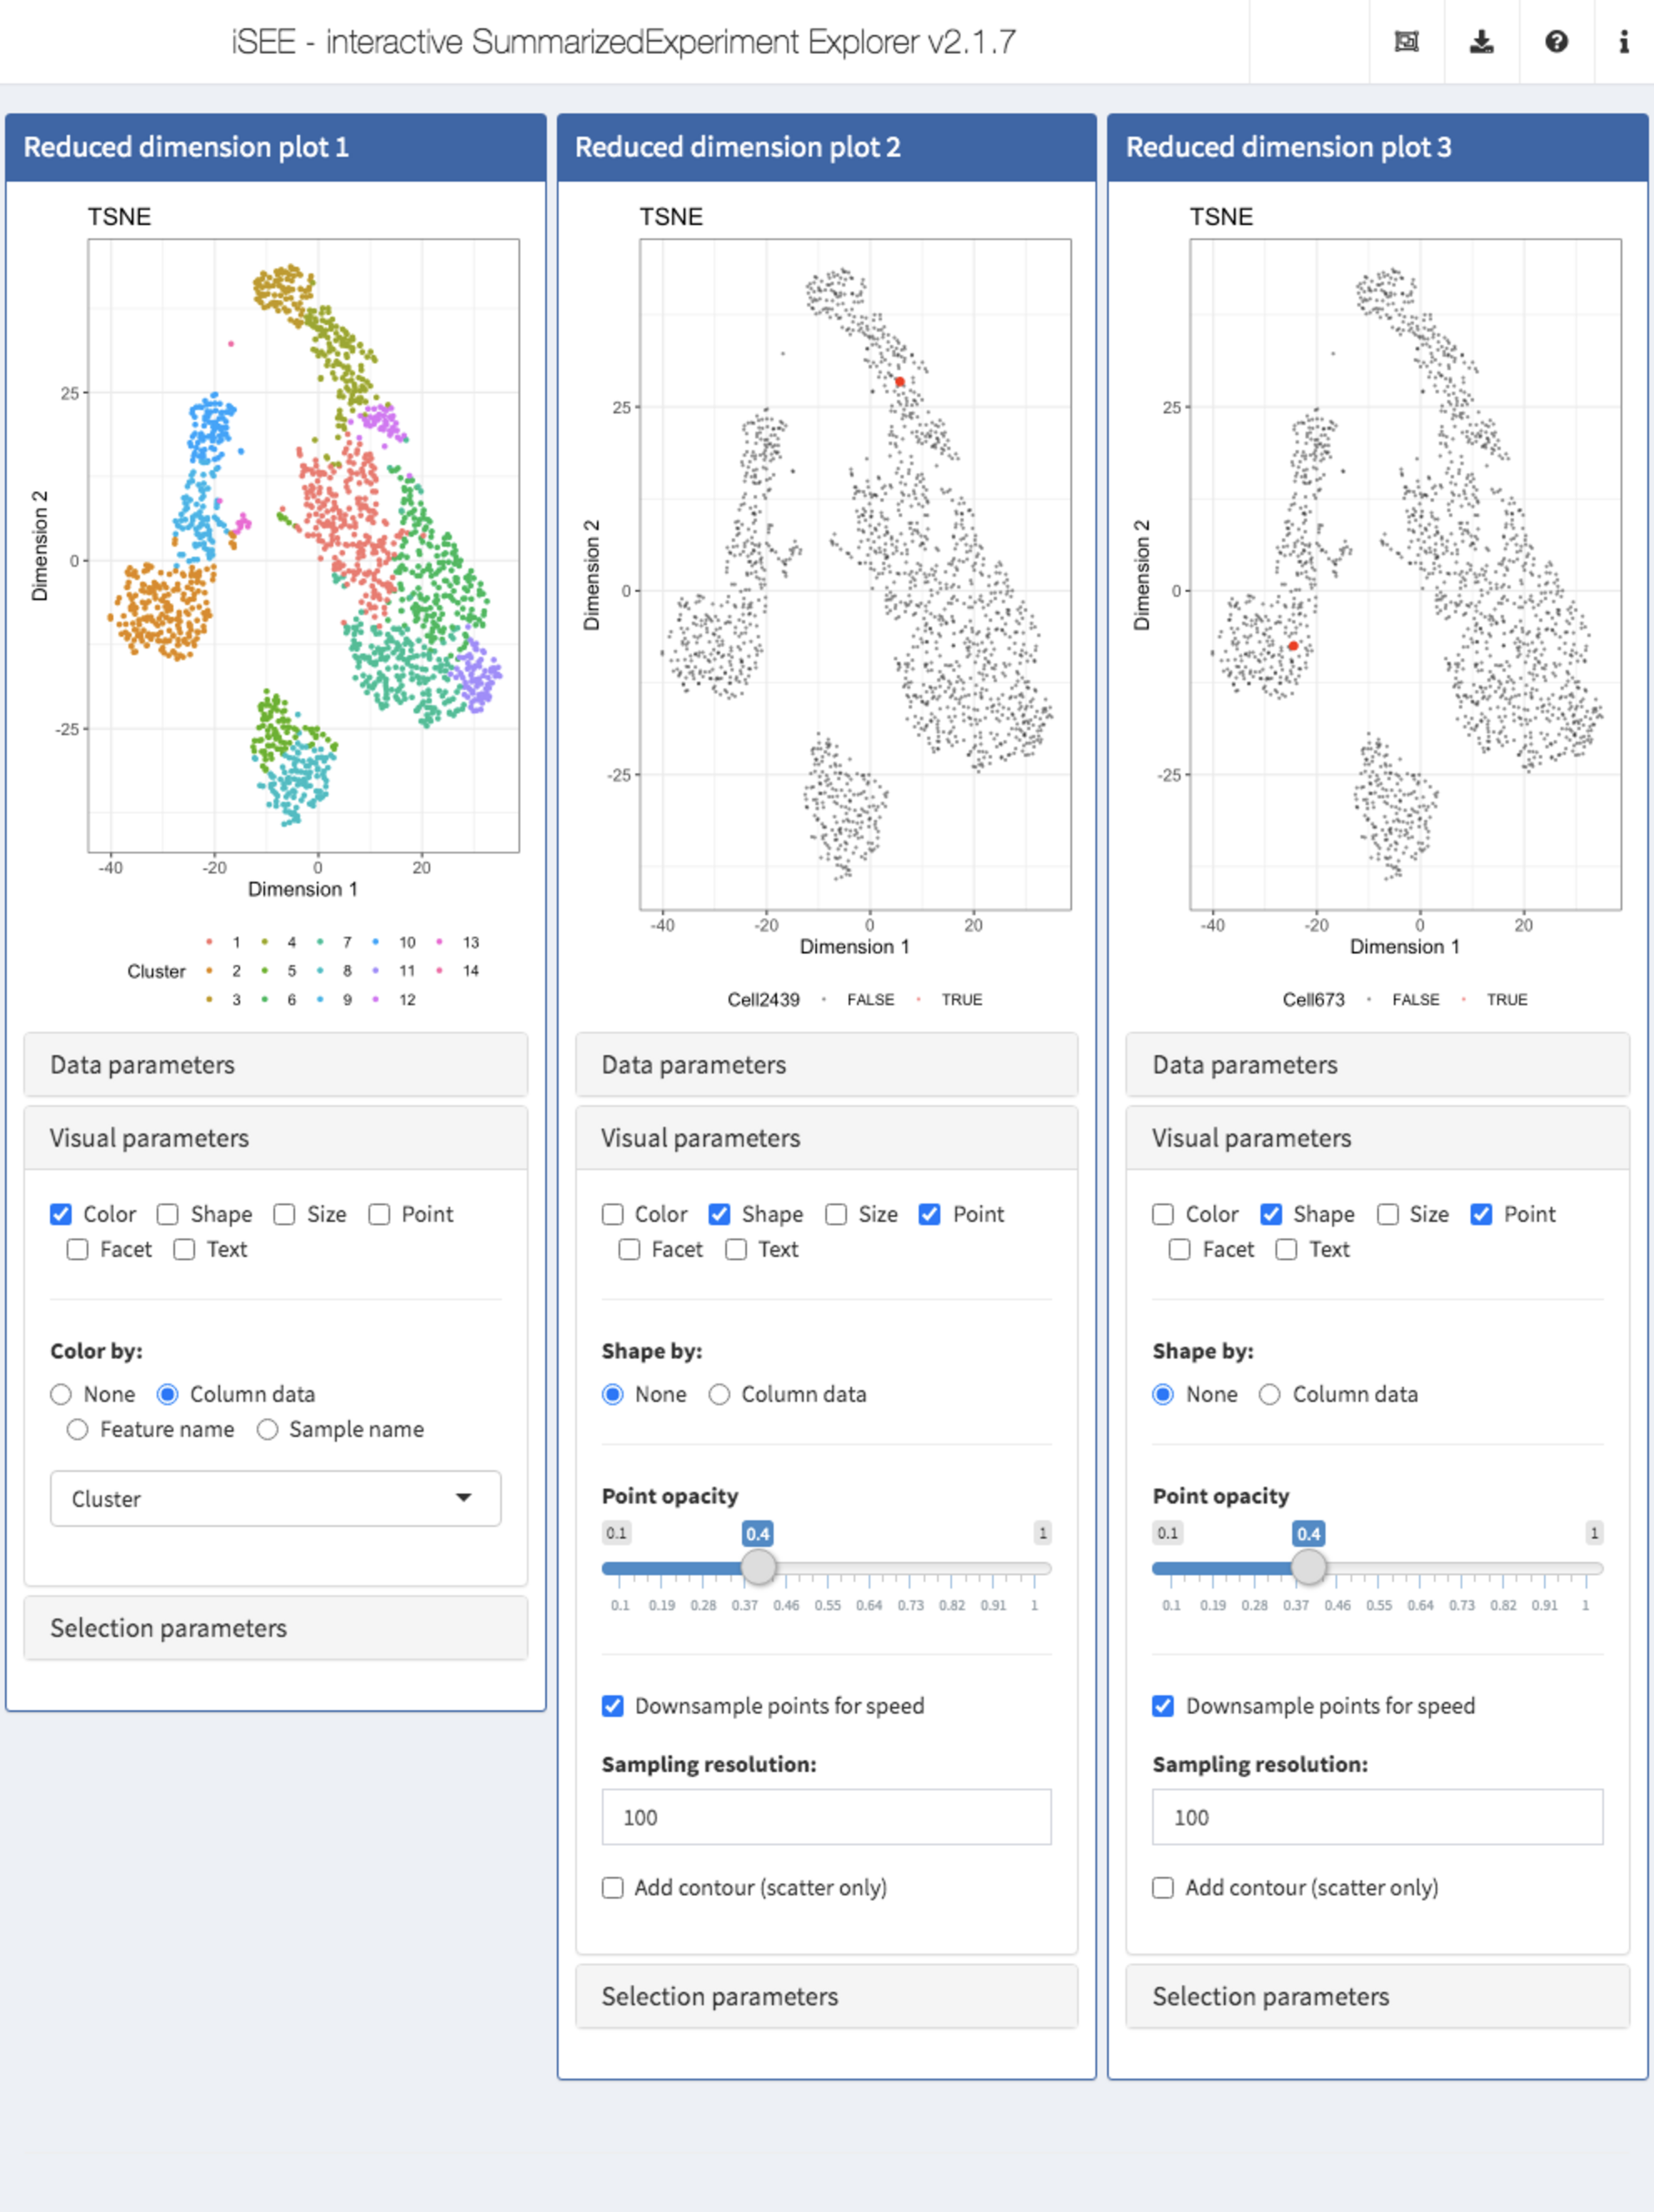 iSEE - interactive SummarizedExperiment Explorer v2.1.7
Reduced dimension plot 1
TSNE
25
0
-25
Dimension 2
-40 -20 0 20
Dimension 1
Cluster
1 4 7 10 13
2 5 8 11 14
3 6 9 12
Data parameters
Visual parameters
Color Shape Size Point
Facet Text
Color by:
None Column data
Feature name Sample name
Cluster
Selection parameters
Reduced dimension plot 2
TSNE
25
0
-25
Dimension 2
-40 -20 0 20
Dimension 1
Cell2439 FALSE TRUE
Data parameters
Visual parameters
Color Shape Size Point
Facet Text
Shape by:
None Column data
Point opacity
0.1 0.4 1
0.1 0.19 0.28 0.37 0.46 0.55 0.64 0.73 0.82 0.91 1
Downsample points for speed
Sampling resolution:
100
Add contour (scatter only)
Selection parameters
Reduced dimension plot 3
TSNE
25
0
-25
Dimension 2
-40 -20 0 20
Dimension 1
Cell673 FALSE TRUE
Data parameters
Visual parameters
Color Shape Size Point
Facet Text
Shape by:
None Column data
Point opacity
0.1 0.4 1
0.1 0.19 0.28 0.37 0.46 0.55 0.64 0.73 0.82 0.91 1
Downsample points for speed
Sampling resolution:
100
Add contour (scatter only)
Selection parameters